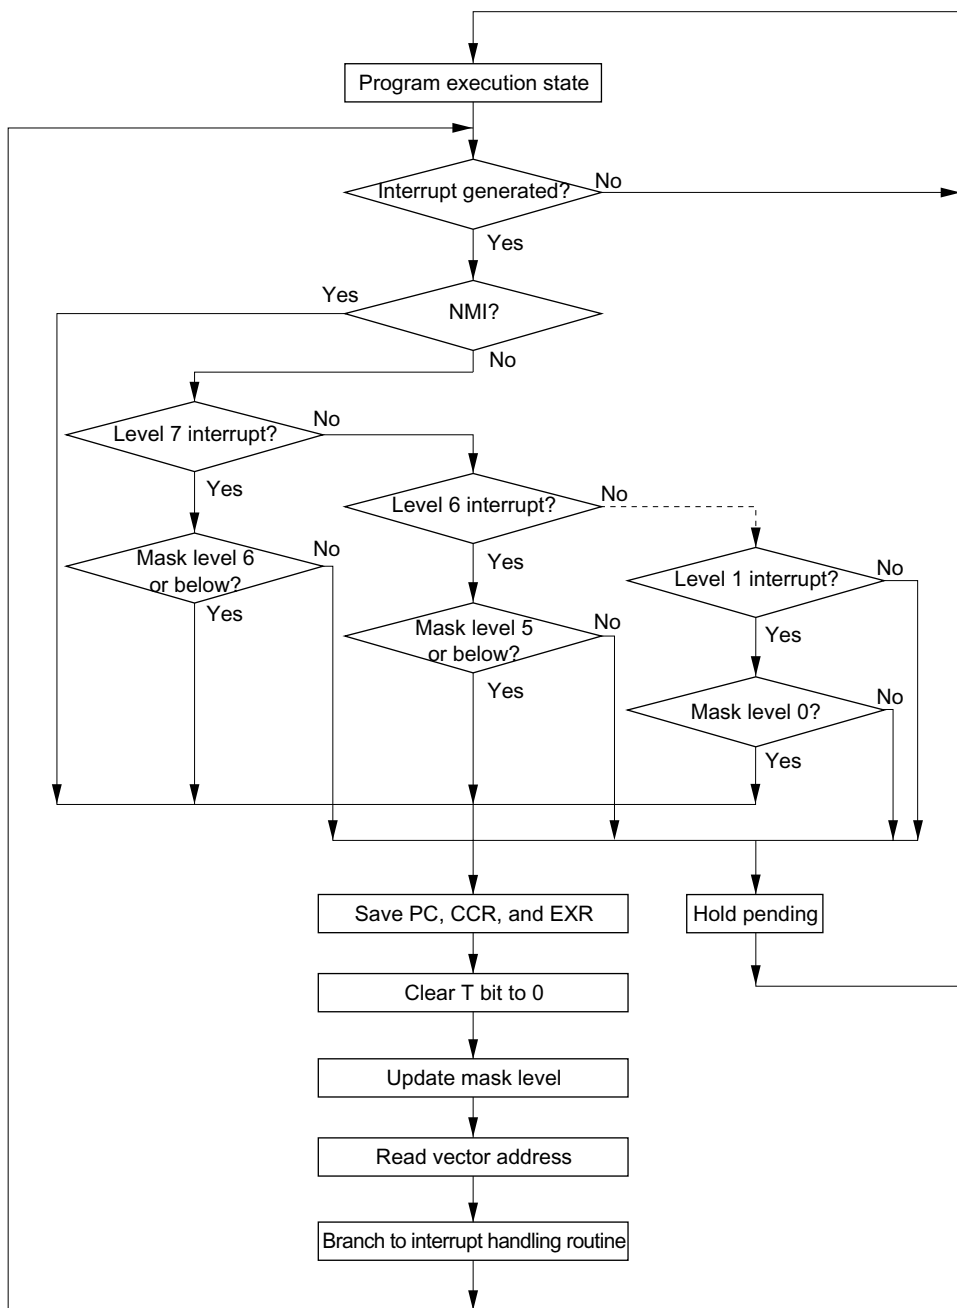 Program execution state
Interrupt generated?
No
Yes
Yes
NMI?
No
Level 7 interrupt?
No
Yes
Level 6 interrupt?
No
Mask level 6
or below?
No
Yes
Yes
Level 1 interrupt?
No
Mask level 5
or below?
No
Yes
Yes
Mask level 0?
No
Yes
Save PC, CCR, and EXR
Hold pending
Clear T bit to 0
Update mask level
Read vector address
Branch to interrupt handling routine